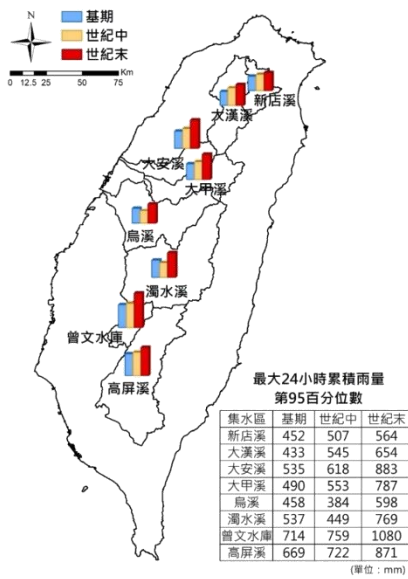 N
基期
世紀中
世紀末
0 12.5 25 50 75 Km
新店溪
大漢溪
大安溪
大甲溪
烏溪
濁水溪
曾文水庫
高屏溪
最大24小時累積雨量
第95百分位數
集水區 基期 世紀中 世紀末
新店溪 452 507 564
大漢溪 433 545 654
大安溪 535 618 883
大甲溪 490 553 787
烏溪 458 384 598
濁水溪 537 449 769
曾文水庫 714 759 1080
高屏溪 669 722 871
(單位：mm)